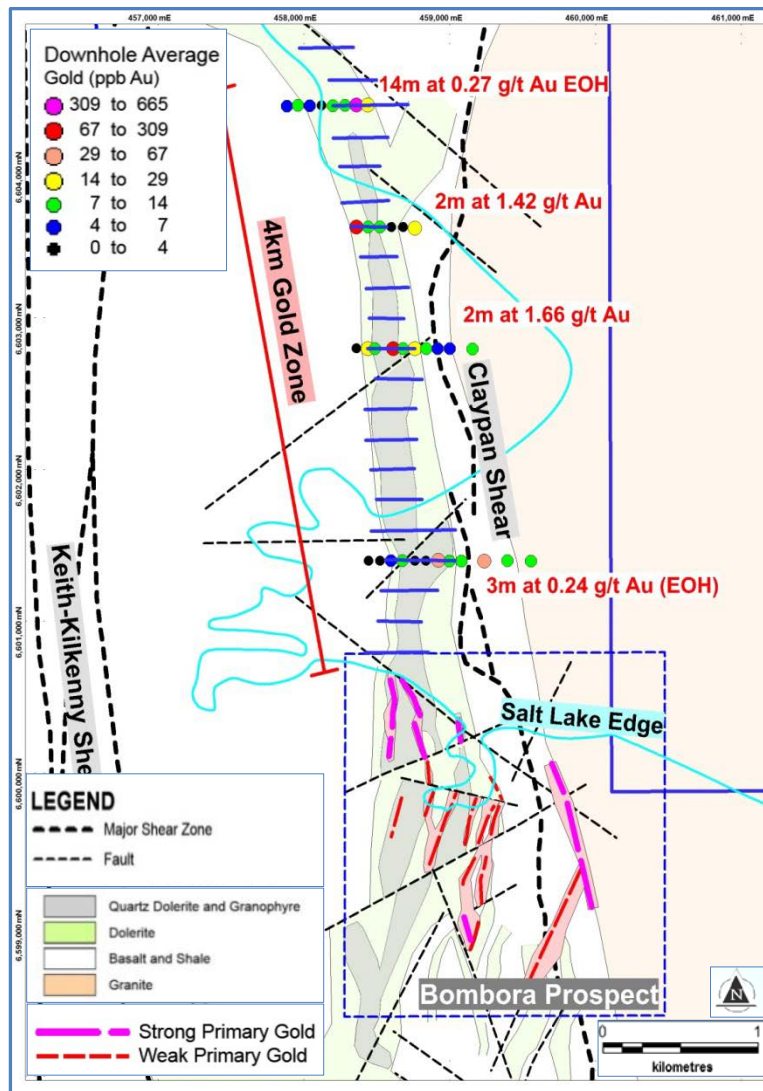 457,000 mE
458,000 mE
459,000 mE
460,000 mE
461,000 mE
Downhole Average
Gold (ppb Au)
309 to 665
67 to 309
29 to 67
14 to 29
7 to 14
4 to 7
0 to 4
14m at 0.27 g/t Au EOH
6,604,000 mN
2m at 1.42 g/t Au
4km Gold Zone
2m at 1.66 g/t Au
6,603,000 mN
Claypan Shear
6,602,000 mN
Keith-Kilkenny She
3m at 0.24 g/t Au (EOH)
6,601,000 mN
Salt Lake Edge
6,600,000 mN
LEGEND
Major Shear Zone
Fault
Quartz Dolerite and Granophyre
Dolerite
Basalt and Shale
Granite
6,599,000 mN
Bombora Prospect
N
Strong Primary Gold
Weak Primary Gold
0 1
kilometres